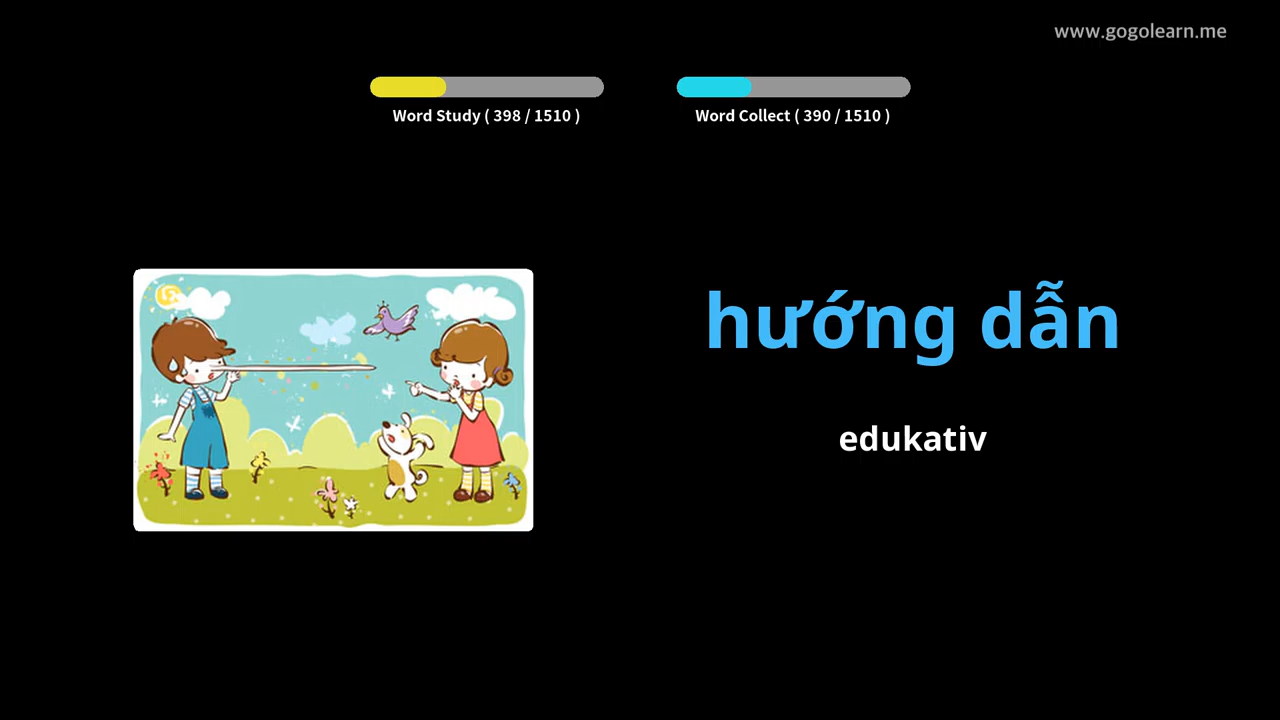 www.gogolearn.me
Word Study ( 398 / 1510 )
Word Collect ( 390 / 1510 )
hướng dẫn
edukativ